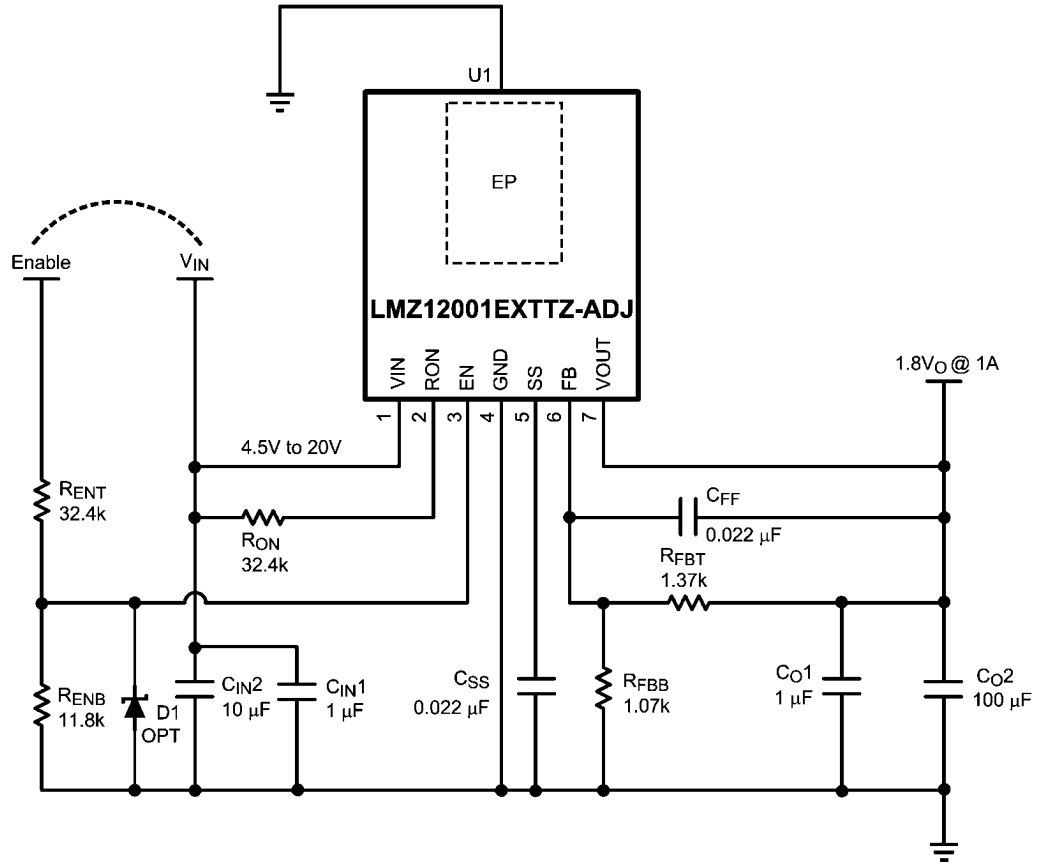 U1
EP
LMZ12001EXTTZ-ADJ
VIN
RON
EN
GND
SS
FB
VOUT
1
2
3
4
5
6
7
Enable
VIN
4.5V to 20V
1.8VO @ 1A
RENT
32.4k
RON
32.4k
CFF
0.022 μF
RFBT
1.37k
RENB
11.8k
D1
OPT
CIN2
10 μF
CIN1
1 μF
CSS
0.022 μF
RFBB
1.07k
CO1
1 μF
CO2
100 μF